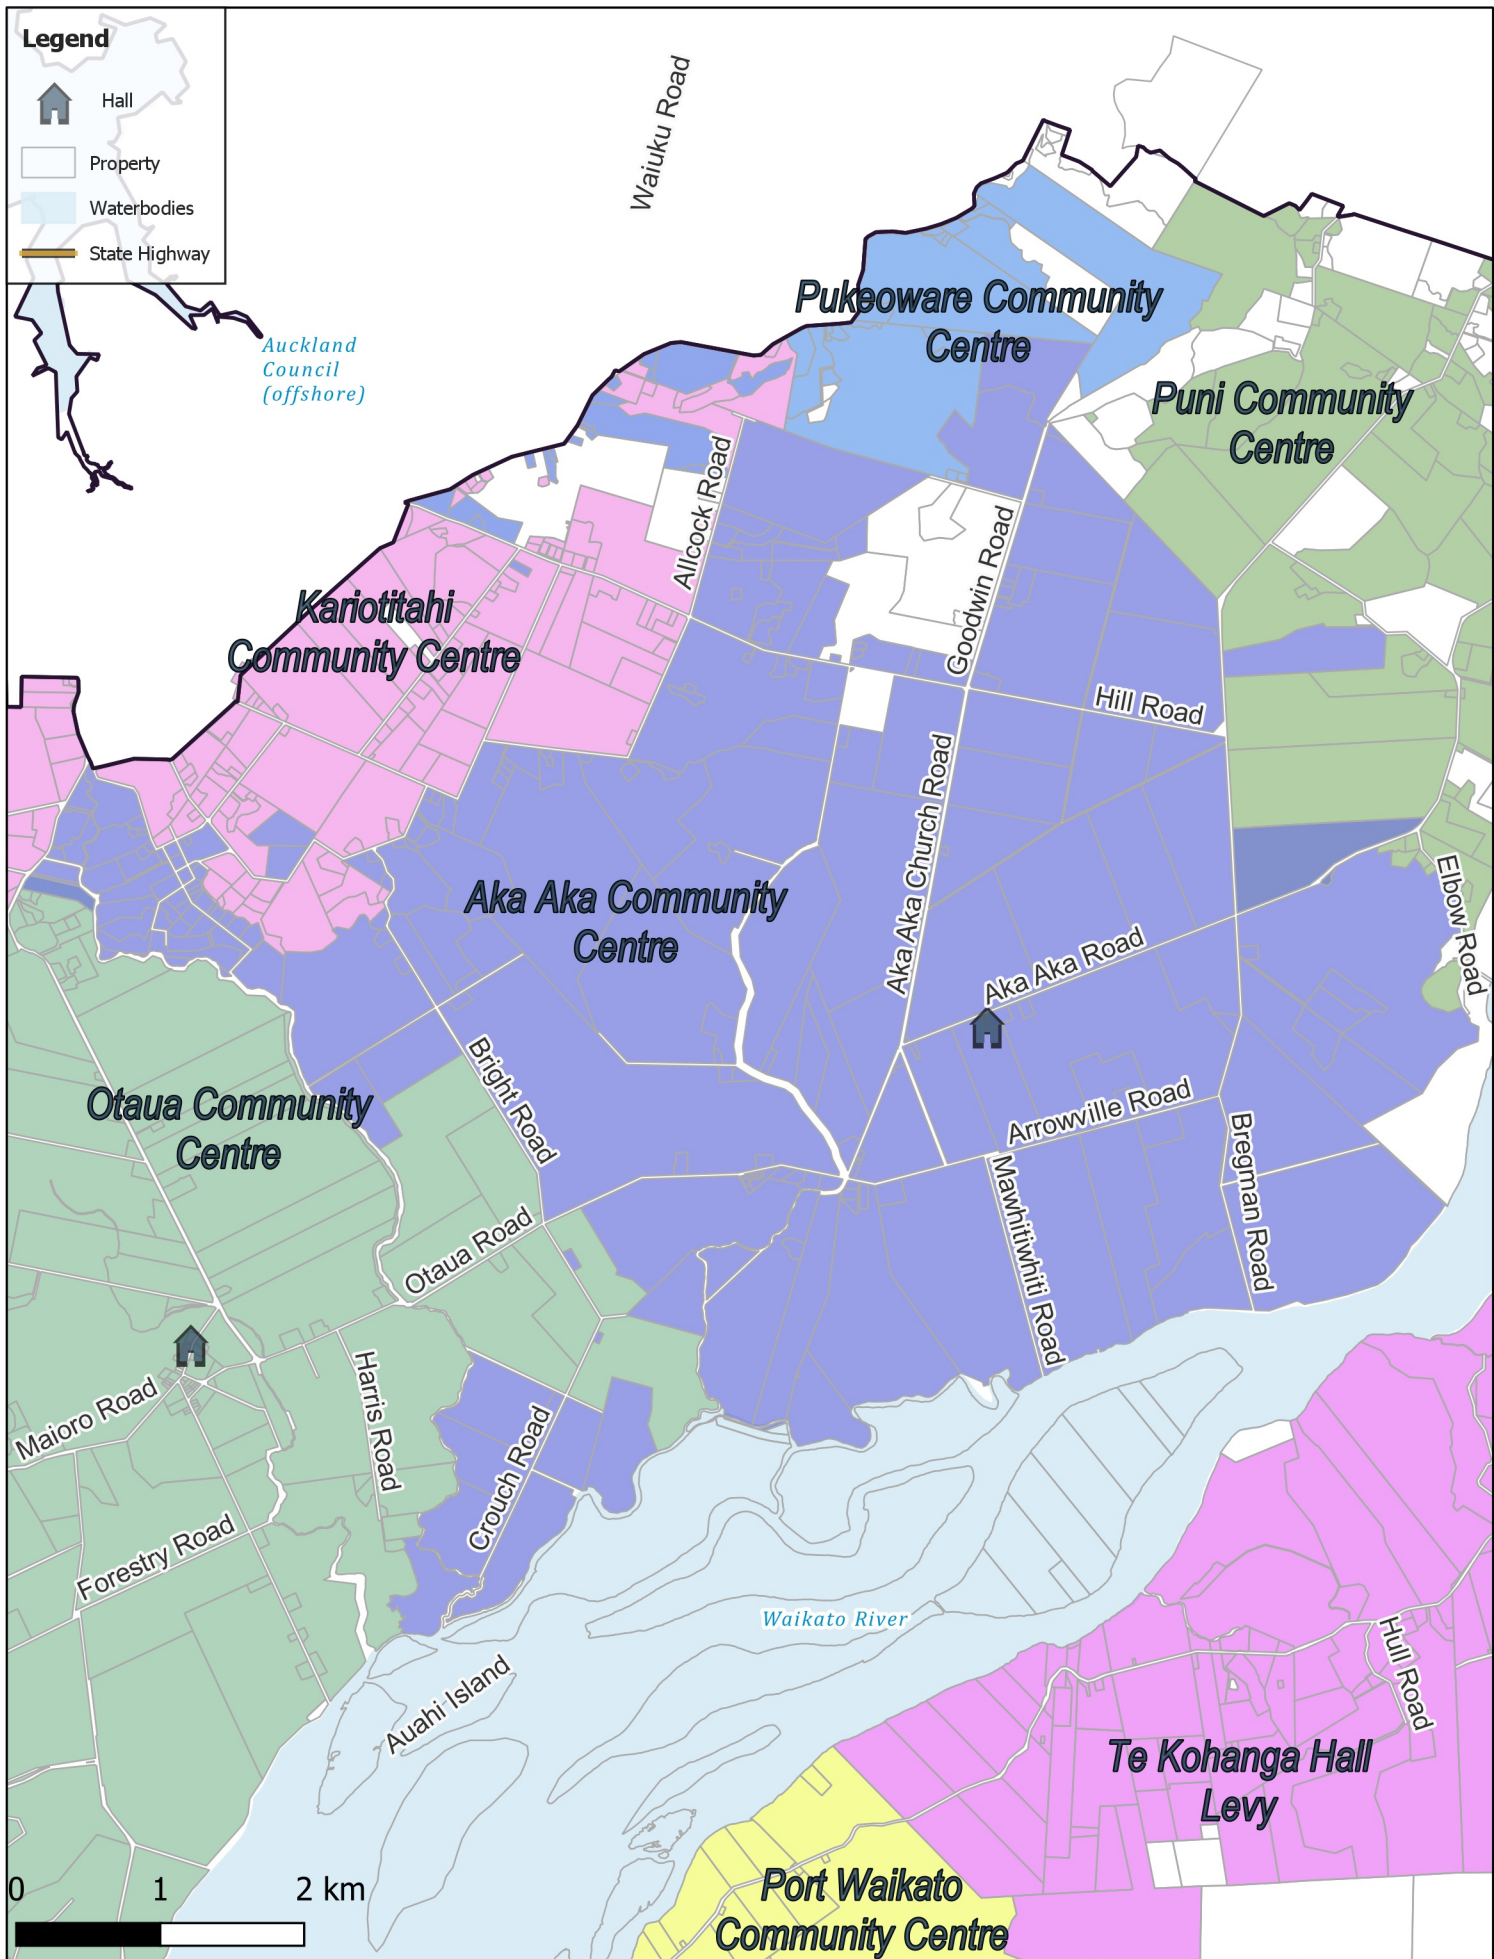 Legend
Hall
Property
Waterbodies
State Highway
Waiuku Road
Auckland
Council
(offshore)
Pukeoware Community
Centre
Puni Community
Centre
Allcock Road
Goodwin Road
Kariotitahi
Community Centre
Hill Road
Aka Aka Church Road
Aka Aka Community
Centre
Elbow Road
Aka Aka Road
Bright Road
Otaua Community
Centre
Arrowville Road
Bregman Road
Mawhitiwhiti Road
Otaua Road
Harris Road
Maioro Road
Crouch Road
Forestry Road
Waikato River
Hull Road
Auahi Island
Te Kohanga Hall
Levy
Port Waikato
Community Centre
0 1 2 km